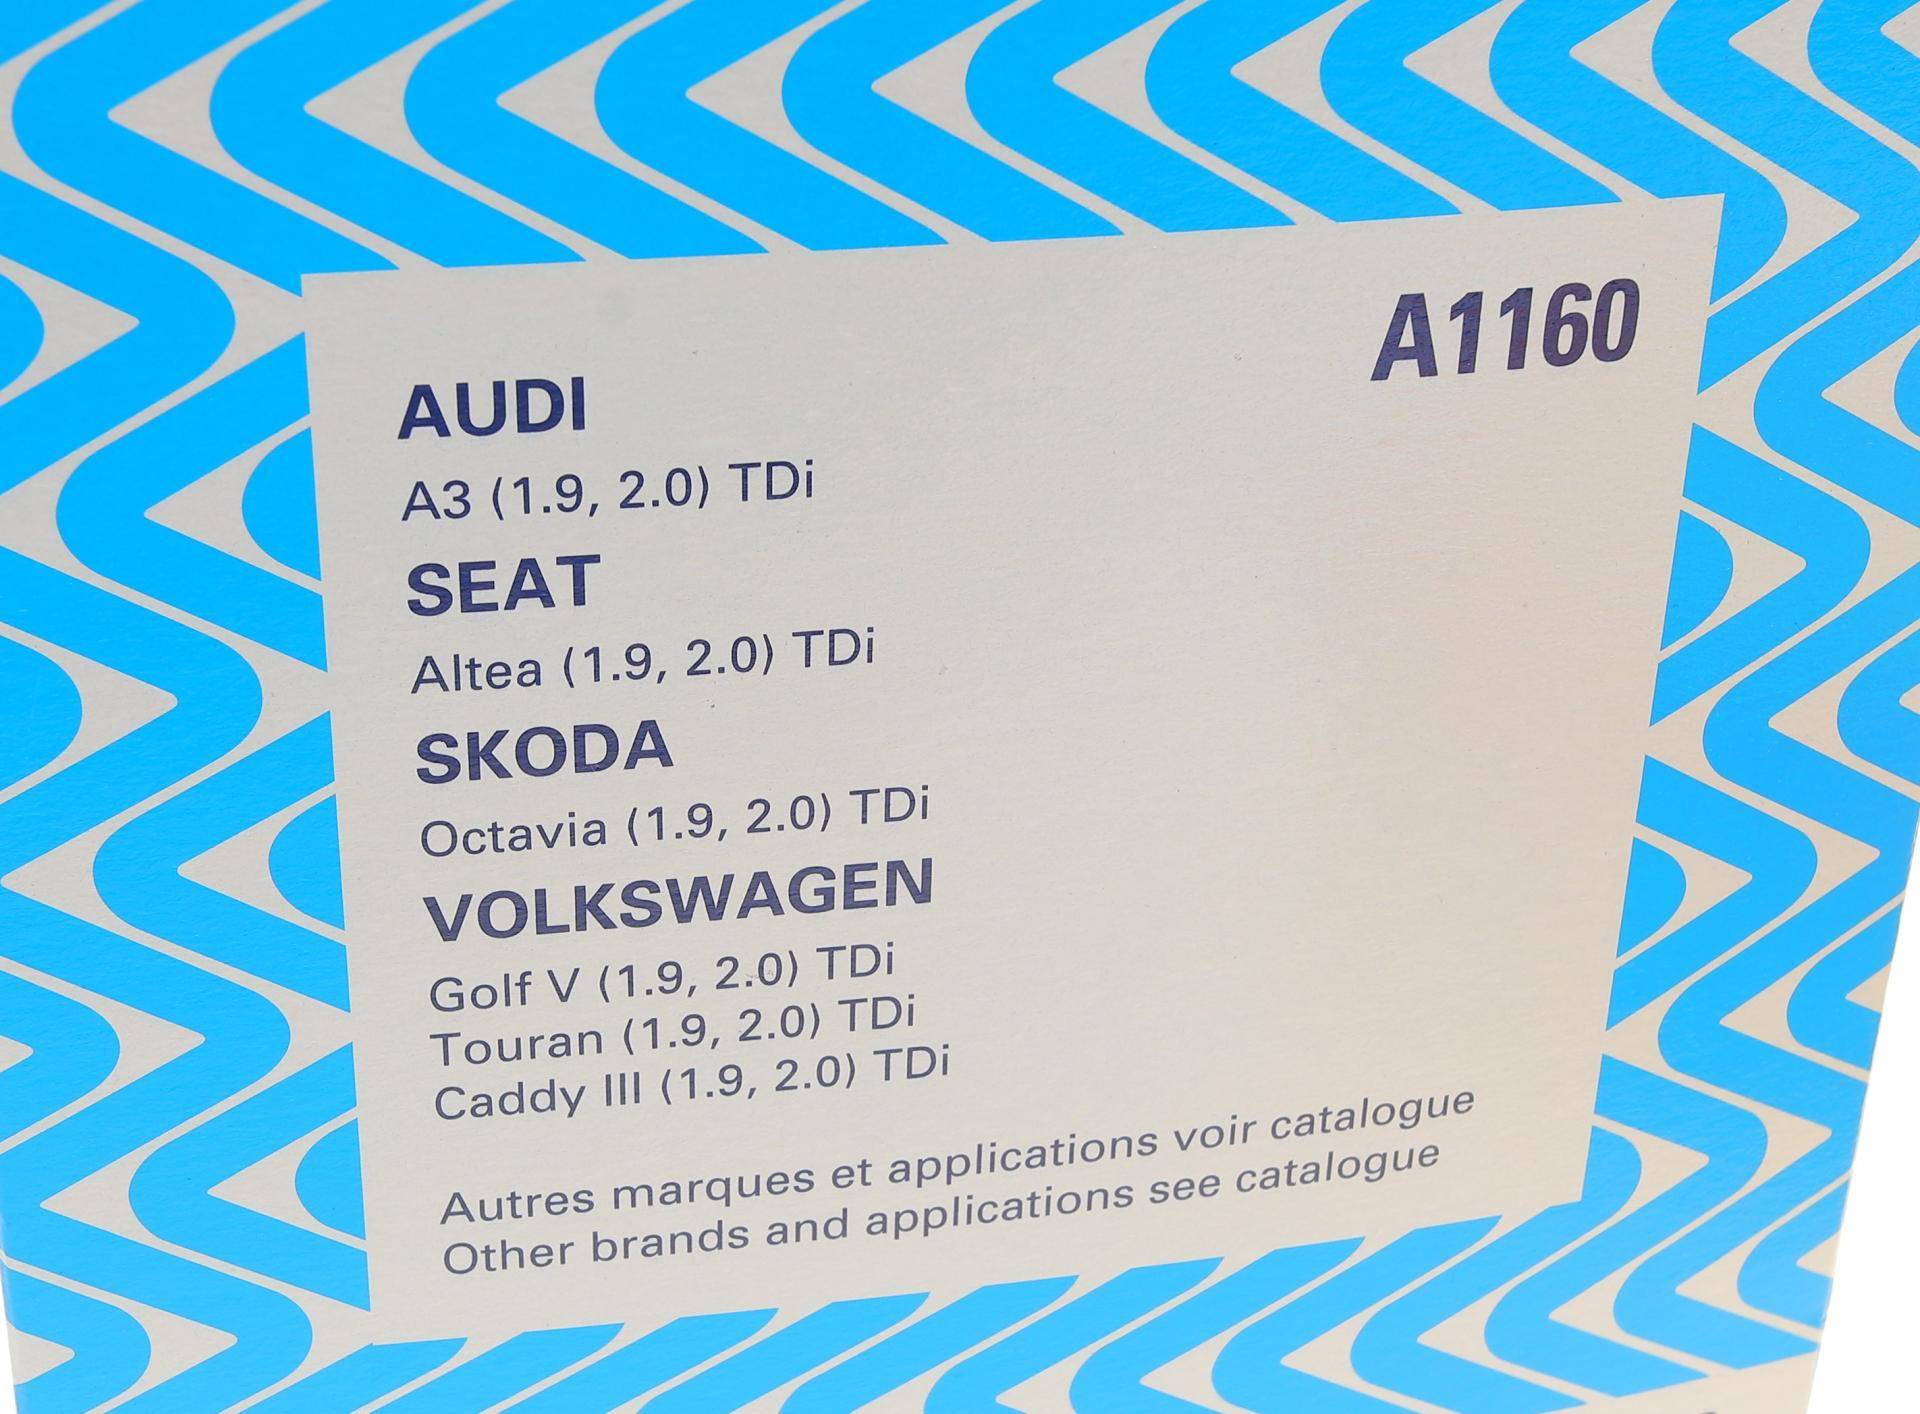 A1160
AUDI
A3 (1.9, 2.0) TDi
SEAT
Altea (1.9, 2.0) TDi
SKODA
Octavia (1.9, 2.0) TDi
VOLKSWAGEN
Golf V (1.9, 2.0) TDi
Touran (1.9, 2.0) TDi
Caddy III (1.9, 2.0) TDi
Autres marques et applications voir catalogue
Other brands and applications see catalogue